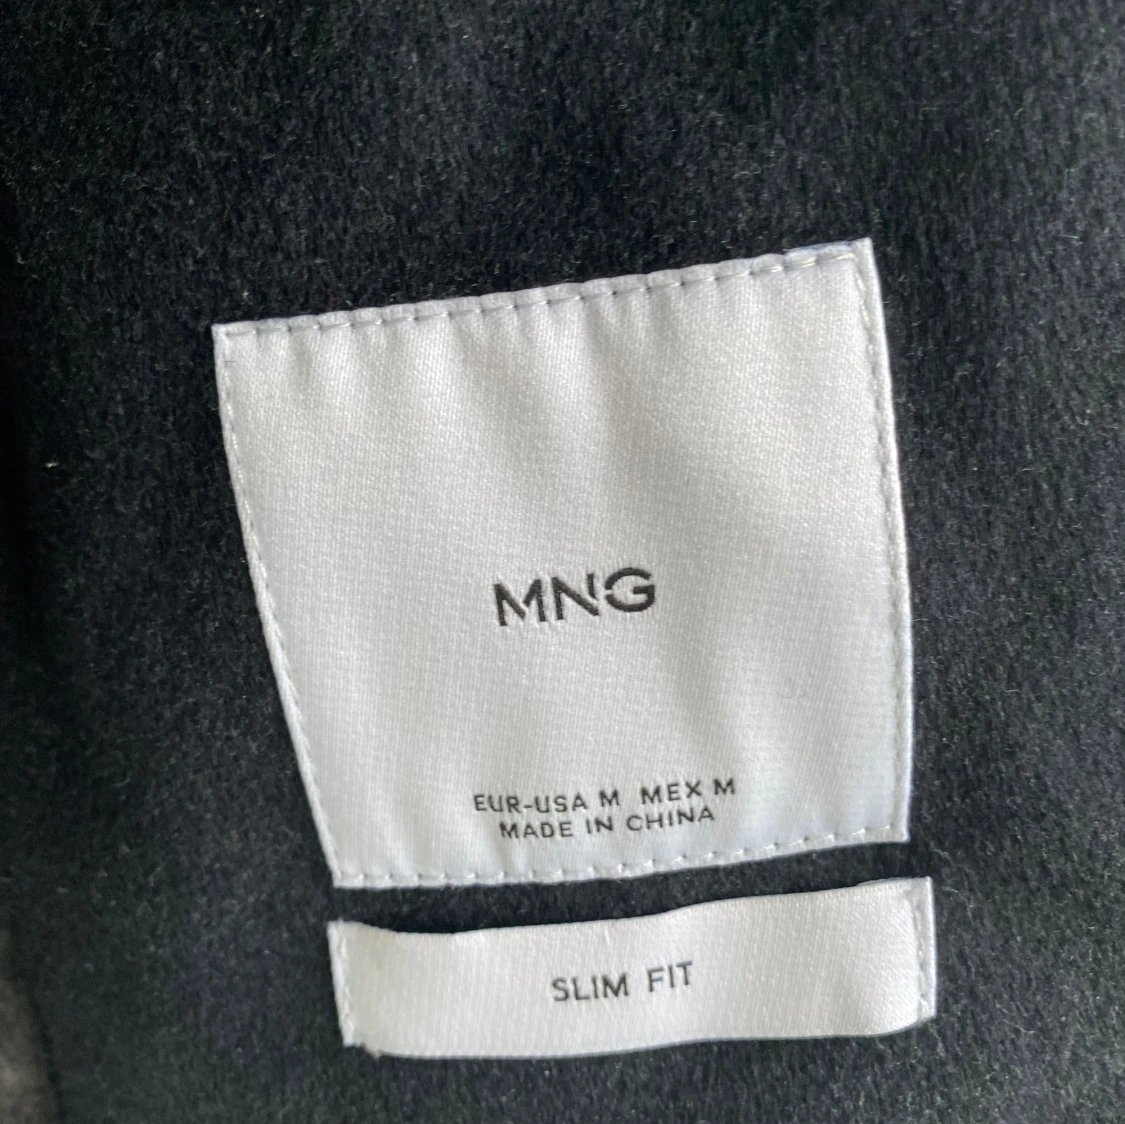 MNG
EUR-USA M MEX M
MADE IN CHINA
SLIM FIT